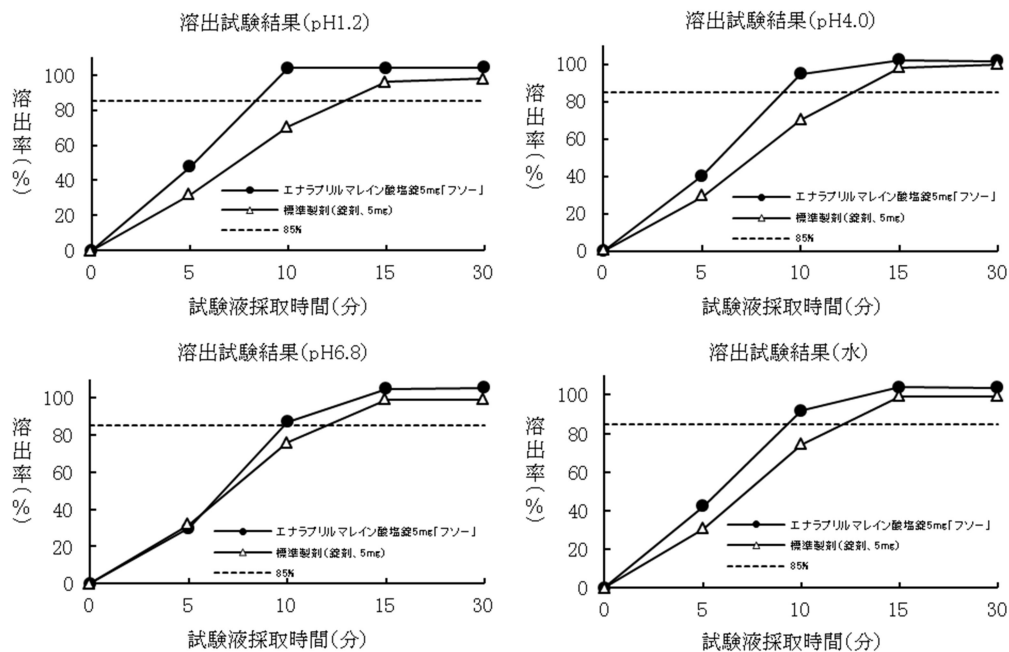 溶出試験結果(pH1.2)
溶出率(%)
100
80
60
40
20
0
エナラプリルマレイン酸塩錠5㎎「フソー」
標準製剤(錠剤、5㎎)
85%
0 5 10 15 30
試験液採取時間(分)
溶出試験結果(pH4.0)
溶出率(%)
100
80
60
40
20
0
エナラプリルマレイン酸塩錠5㎎「フソー」
標準製剤(錠剤、5㎎)
85%
0 5 10 15 30
試験液採取時間(分)
溶出試験結果(pH6.8)
溶出率(%)
100
80
60
40
20
0
エナラプリルマレイン酸塩錠5㎎「フソー」
標準製剤(錠剤、5㎎)
85%
0 5 10 15 30
試験液採取時間(分)
溶出試験結果(水)
溶出率(%)
100
80
60
40
20
0
エナラプリルマレイン酸塩錠5㎎「フソー」
標準製剤(錠剤、5㎎)
85%
0 5 10 15 30
試験液採取時間(分)